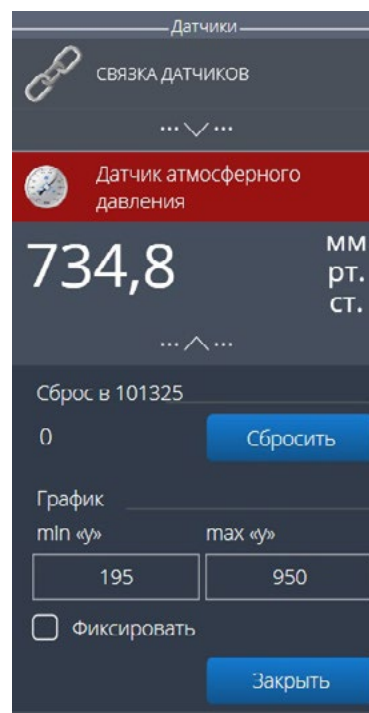 Датчики
СВЯЗКА ДАТЧИКОВ
Датчик атмосферного
давления
734,8
мм
рт.
ст.
Сброс в 101325
0
Сбросить
График
min «y»
max «y»
195
950
Фиксировать
Закрыть